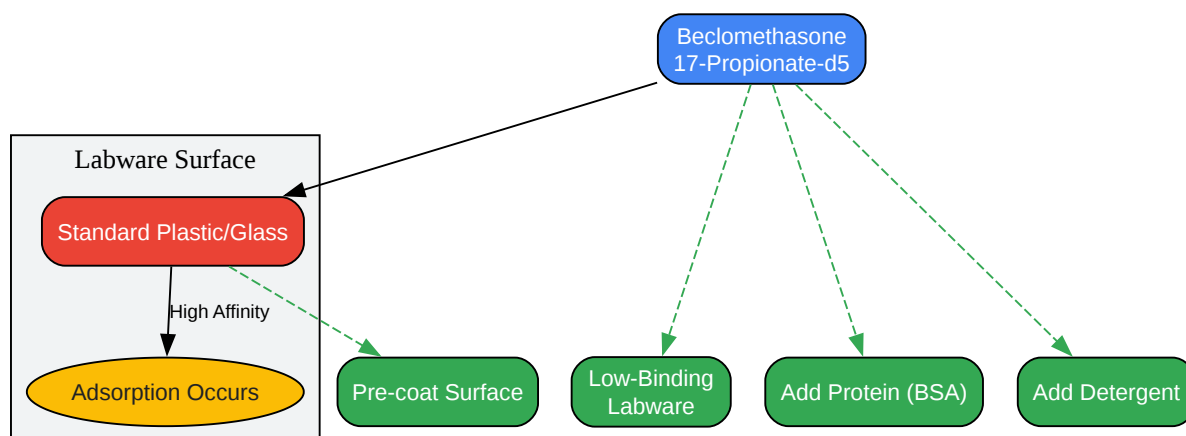 Beclomethasone
17-Propionate-d5
Labware Surface
Standard Plastic/Glass
High Affinity
Adsorption Occurs
Pre-coat Surface
Low-Binding
Labware
Add Protein (BSA)
Add Detergent